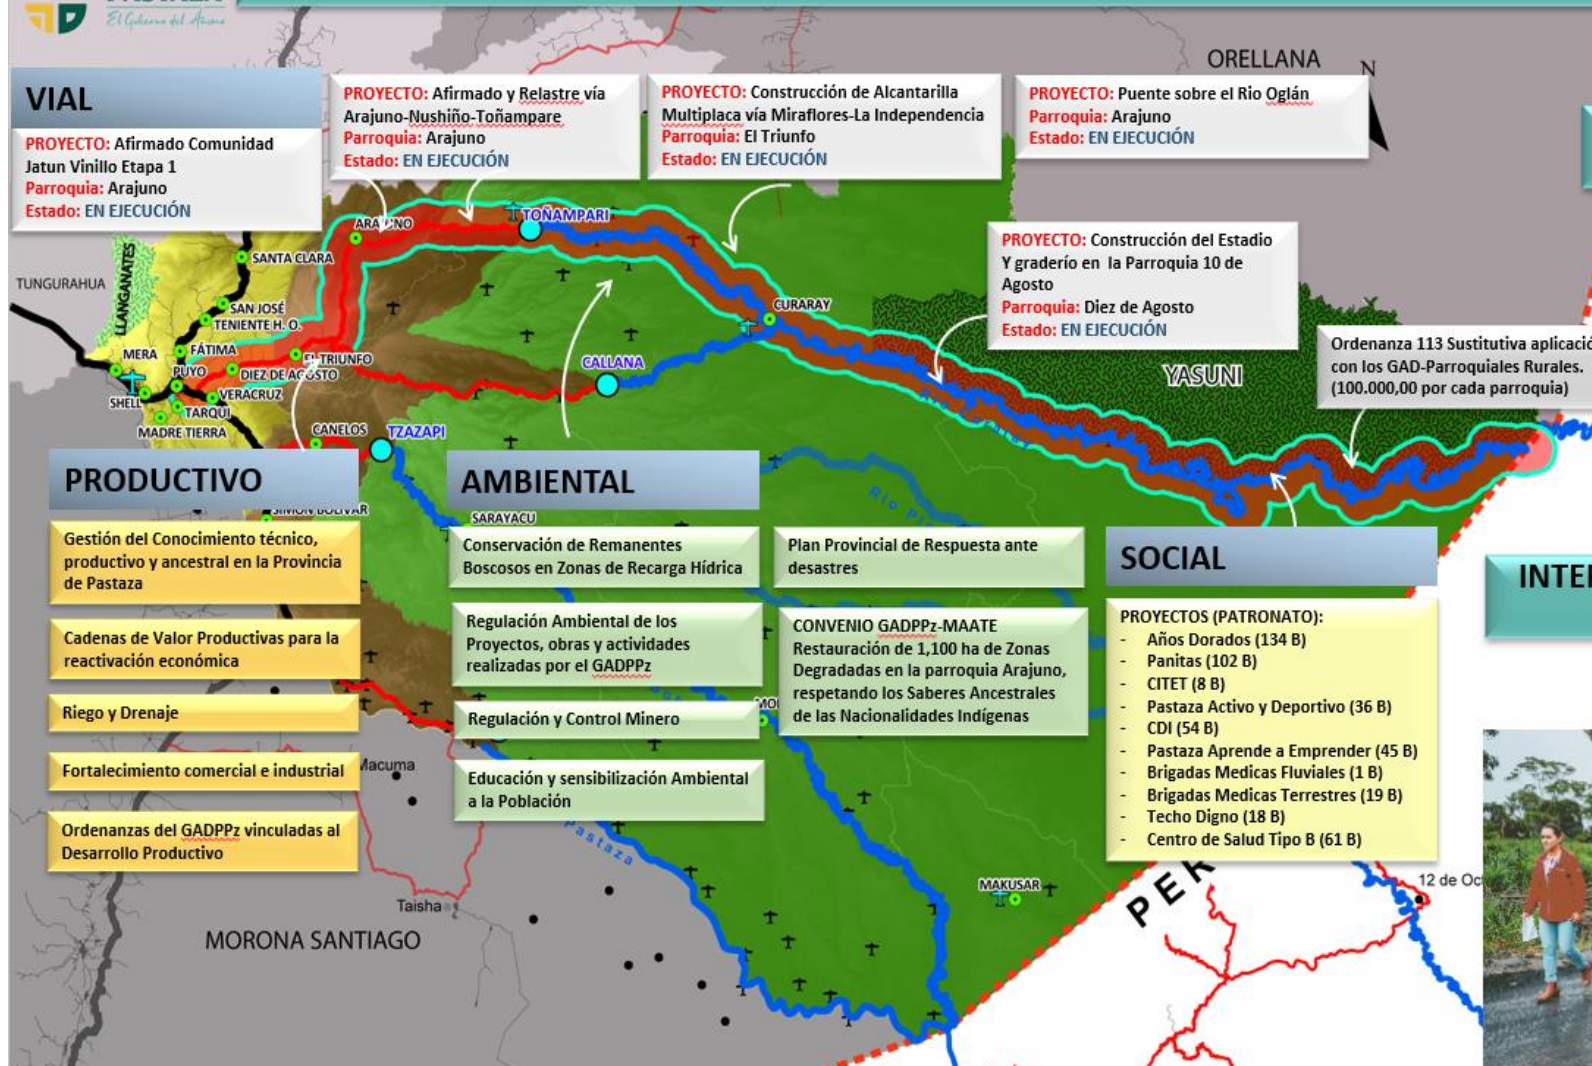 El Gobierno del Ánimo
ORELLANA
N
VIAL
PROYECTO: Afirmado Comunidad
Jatun Vinillo Etapa 1
Parroquia: Arajuno
Estado: EN EJECUCIÓN
PROYECTO: Afirmado y Relastre vía
Arajuno-Nushiño-Toñampare
Parroquia: Arajuno
Estado: EN EJECUCIÓN
PROYECTO: Construcción de Alcantarilla
Multiplaca vía Miraflores-La Independencia
Parroquia: El Triunfo
Estado: EN EJECUCIÓN
PROYECTO: Puente sobre el Rio Oglán
Parroquia: Arajuno
Estado: EN EJECUCIÓN
PROYECTO: Construcción del Estadio
Y graderío en la Parroquia 10 de
Agosto
Parroquia: Diez de Agosto
Estado: EN EJECUCIÓN
Ordenanza 113 Sustitutiva
con los GAD-Parroquiales Rurales.
(100.000,00 por cada parroquia)
TUNGURAHUA
LLANGANATES
TOÑAMPARI
SANTA CLARA
SAN JOSÉ
TENIENTE H. O.
CURARAY
MERA
FÁTIMA
EL TRIUNFO
PUYO
DIEZ DE AGOSTO
CALLANA
YASUNI
SHELL
VERACRUZ
TARQUI
MADRE TIERRA
CANELOS
TZAZAPI
SIMÓN BOLÍVAR
SARAYACU
PRODUCTIVO
Gestión del Conocimiento técnico,
productivo y ancestral en la Provincia
de Pastaza
Cadenas de Valor Productivas para la
reactivación económica
Riego y Drenaje
Fortalecimiento comercial e industrial
Ordenanzas del GADPPz vinculadas al
Desarrollo Productivo
AMBIENTAL
Conservación de Remanentes
Boscosos en Zonas de Recarga Hídrica
Regulación Ambiental de los
Proyectos, obras y actividades
realizadas por el GADPPz
Regulación y Control Minero
Educación y sensibilización Ambiental
a la Población
Plan Provincial de Respuesta ante
desastres
CONVENIO GADPPz-MAATE
Restauración de 1,100 ha de Zonas
Degradadas en la parroquia Arajuno,
respetando los Saberes Ancestrales
de las Nacionalidades Indígenas
SOCIAL
PROYECTOS (PATRONATO):
- Años Dorados (134 B)
- Panitas (102 B)
- CITET (8 B)
- Pastaza Activo y Deportivo (36 B)
- CDI (54 B)
- Pastaza Aprende a Emprender (45 B)
- Brigadas Medicas Fluviales (1 B)
- Brigadas Medicas Terrestres (19 B)
- Techo Digno (18 B)
- Centro de Salud Tipo B (61 B)
Macuma
Pastaza
Taisha
MORONA SANTIAGO
MAKUSAR
PER
12 de